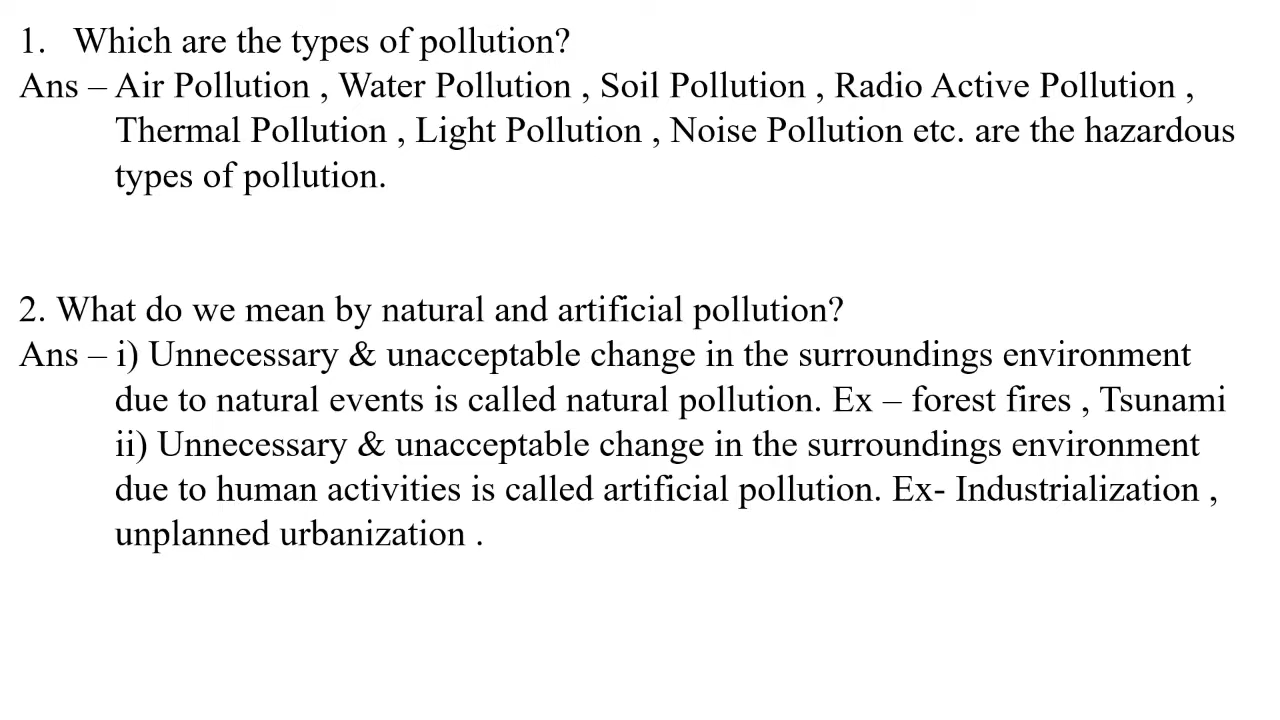 1. Which are the types of pollution?
Ans – Air Pollution , Water Pollution , Soil Pollution , Radio Active Pollution ,
Thermal Pollution , Light Pollution , Noise Pollution etc. are the hazardous
types of pollution.
2. What do we mean by natural and artificial pollution?
Ans – i) Unnecessary & unacceptable change in the surroundings environment
due to natural events is called natural pollution. Ex – forest fires , Tsunami
ii) Unnecessary & unacceptable change in the surroundings environment
due to human activities is called artificial pollution. Ex- Industrialization ,
unplanned urbanization .